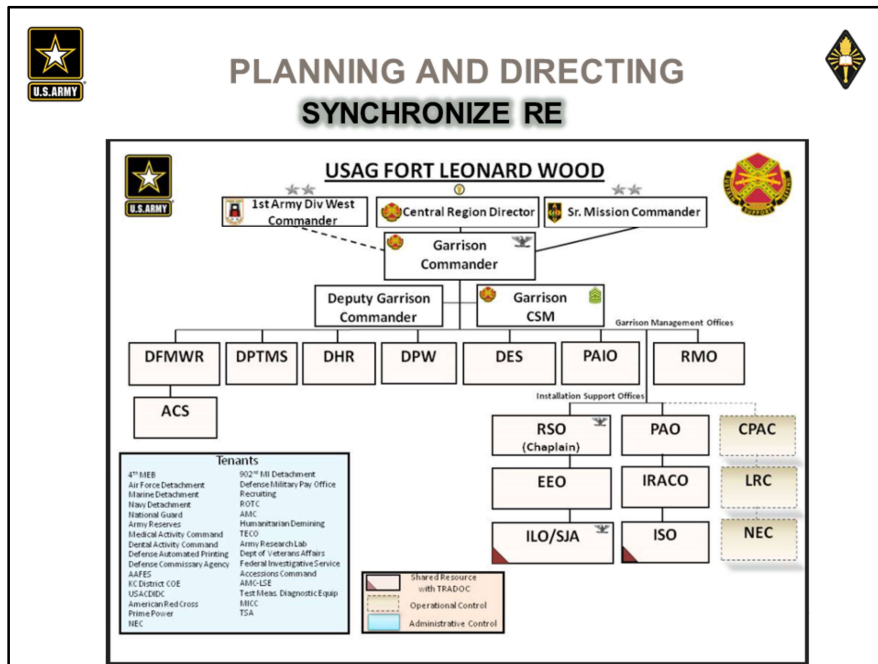 PLANNING AND DIRECTING
SYNCHRONIZE RE
U.S.ARMY
USAG FORT LEONARD WOOD
U.S.ARMY
1st Army Div West
Commander
Central Region Director
Sr. Mission Commander
Garrison
Commander
Deputy Garrison
Commander
Garrison
CSM
Garrison Management Offices
DFMWR
DPTMS
DHR
DPW
DES
PAIO
RMO
ACS
Installation Support Offices
RSO
(Chaplain)
PAO
CPAC
EEO
IRACO
LRC
ILO/SJA
ISO
NEC
Tenants
4TH MEB
Air Force Detachment
Marine Detachment
Navy Detachment
National Guard
Army Reserves
Medical Activity Command
Dental Activity Command
Defense Automated Printing
Defense Commissary Agency
AAFES
KC District COE
USACDIDC
American Red Cross
Prime Power
NEC
902nd MI Detachment
Defense Military Pay Office
Recruiting
ROTC
AMC
Humanitarian Demining
TECO
Army Research Lab
Dept of Veterans Affairs
Federal Investigative Service
Accessions Command
AMC-LSE
Test Meas. Diagnostic Equip
MICC
TSA
Shared Resource
with TRADOC
Operational Control
Administrative Control